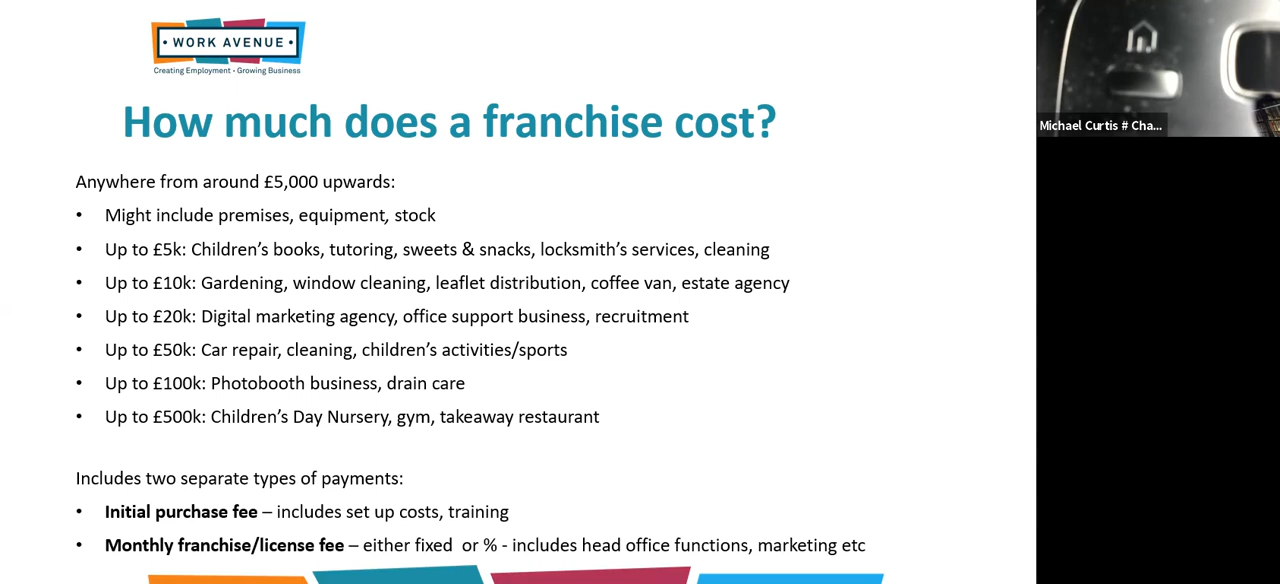 • WORK AVENUE •
Creating Employment • Growing Business
How much does a franchise cost?
Anywhere from around £5,000 upwards:
• Might include premises, equipment, stock
• Up to £5k: Children’s books, tutoring, sweets & snacks, locksmith’s services, cleaning
• Up to £10k: Gardening, window cleaning, leaflet distribution, coffee van, estate agency
• Up to £20k: Digital marketing agency, office support business, recruitment
• Up to £50k: Car repair, cleaning, children’s activities/sports
• Up to £100k: Photobooth business, drain care
• Up to £500k: Children’s Day Nursery, gym, takeaway restaurant
Includes two separate types of payments:
• Initial purchase fee – includes set up costs, training
• Monthly franchise/license fee – either fixed  or % - includes head office functions, marketing etc
Michael Curtis # Cha...